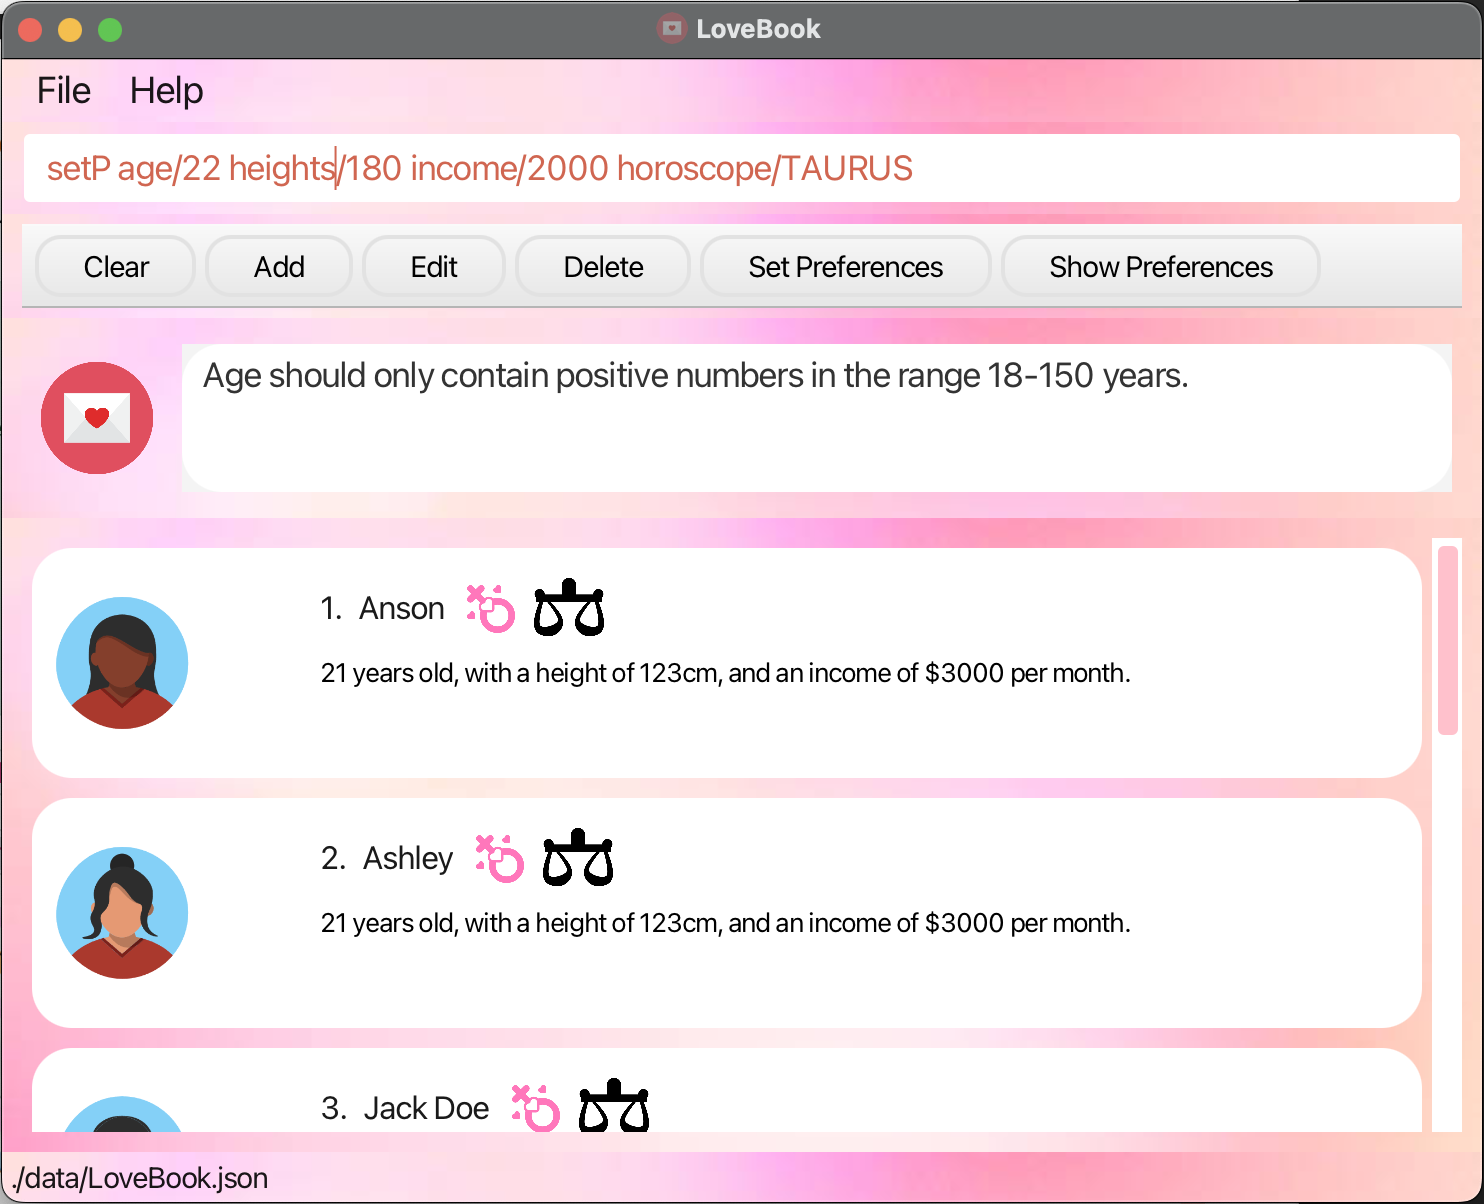 LoveBook
File Help
setP age/22 heights/180 income/2000 horoscope/TAURUS
Clear Add Edit Delete Set Preferences Show Preferences
Age should only contain positive numbers in the range 18-150 years.
1. Anson
21 years old, with a height of 123cm, and an income of $3000 per month.
2. Ashley
21 years old, with a height of 123cm, and an income of $3000 per month.
3. Jack Doe
./data/LoveBook.json